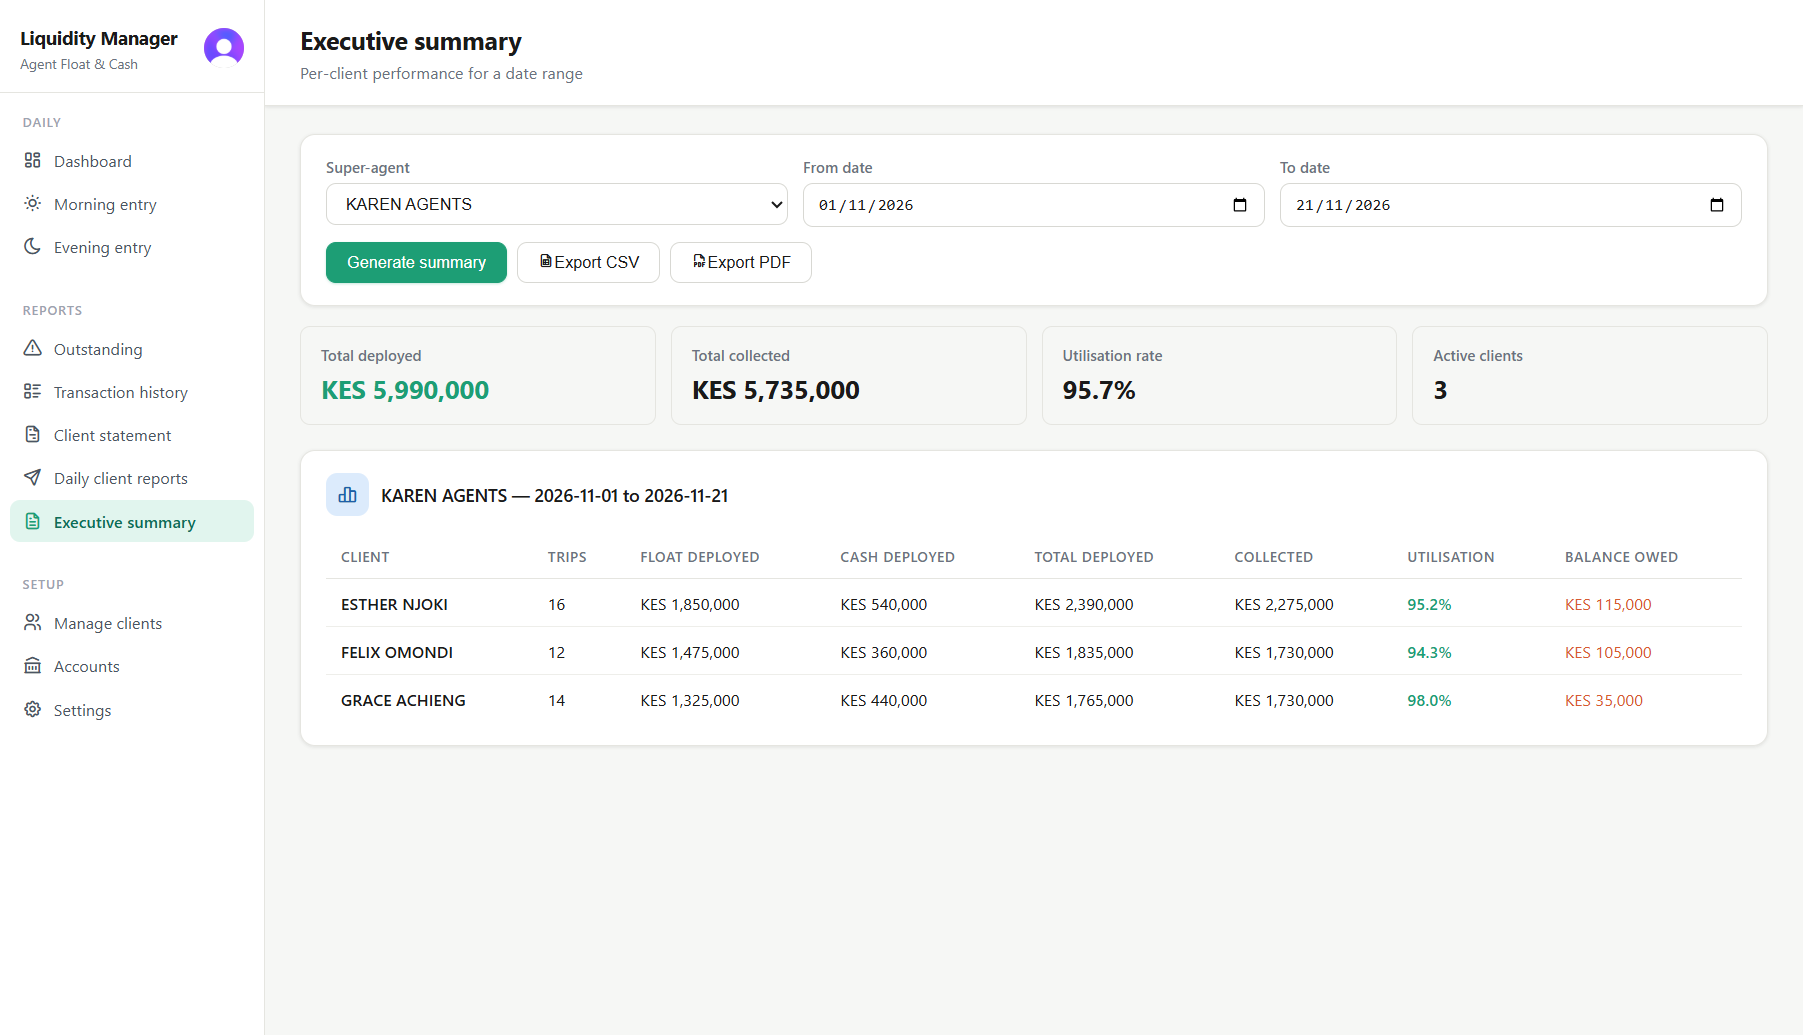 Liquidity Manager
Agent Float & Cash
DAILY
Dashboard
Morning entry
Evening entry
REPORTS
Outstanding
Transaction history
Client statement
Daily client reports
Executive summary
SETUP
Manage clients
Accounts
Settings
Executive summary
Per-client performance for a date range
Super-agent From date To date
KAREN AGENTS 01/11/2026 21/11/2026
Generate summary Export CSV Export PDF
Total deployed Total collected Utilisation rate Active clients
KES 5,990,000 KES 5,735,000 95.7% 3
KAREN AGENTS — 2026-11-01 to 2026-11-21
CLIENT TRIPS FLOAT DEPLOYED CASH DEPLOYED TOTAL DEPLOYED COLLECTED UTILISATION BALANCE OWED
ESTHER NJOKI 16 KES 1,850,000 KES 540,000 KES 2,390,000 KES 2,275,000 95.2% KES 115,000
FELIX OMONDI 12 KES 1,475,000 KES 360,000 KES 1,835,000 KES 1,730,000 94.3% KES 105,000
GRACE ACHIENG 14 KES 1,325,000 KES 440,000 KES 1,765,000 KES 1,730,000 98.0% KES 35,000